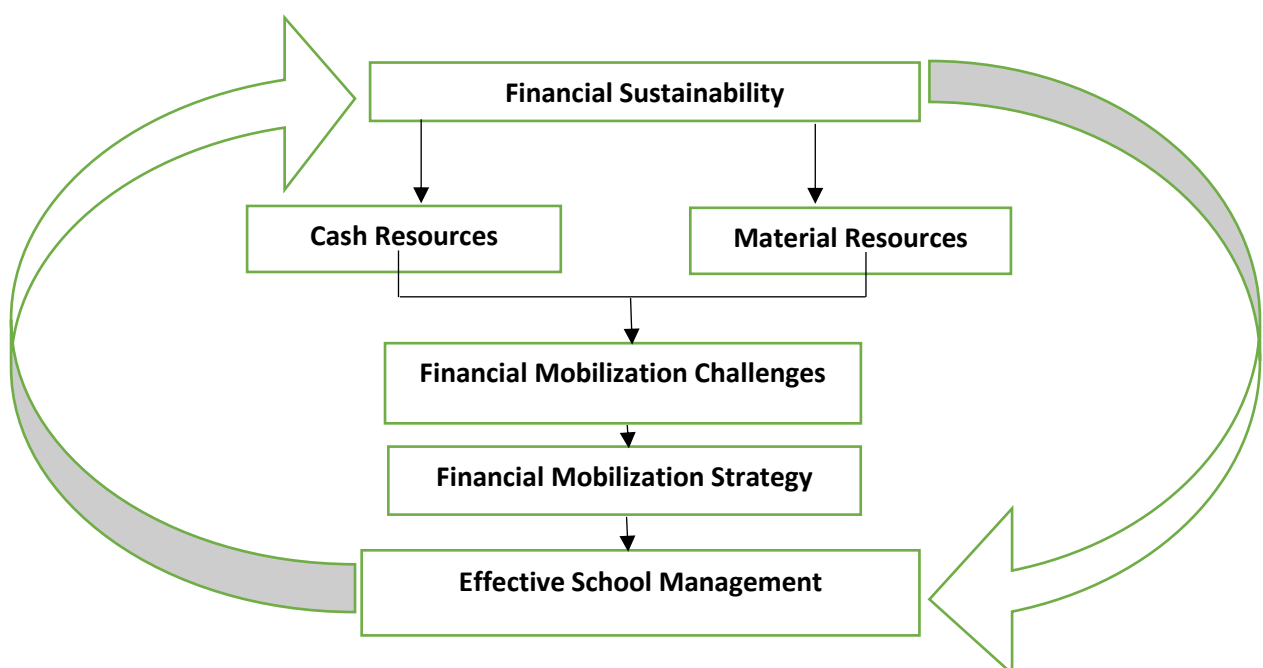 Financial Sustainability
Cash Resources
Material Resources
Financial Mobilization Challenges
Financial Mobilization Strategy
Effective School Management